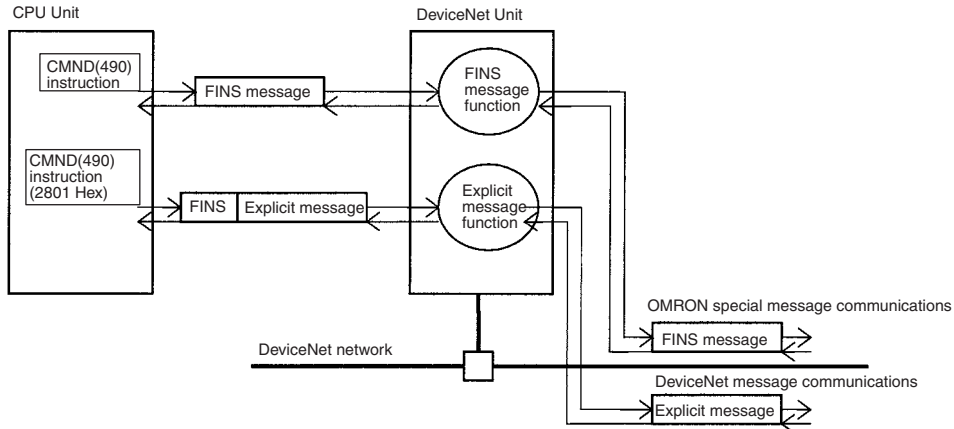 CPU Unit
DeviceNet Unit
CMND(490)
instruction
FINS message
FINS
message
function
CMND(490)
instruction
(2801 Hex)
FINS
Explicit message
Explicit
message
function
OMRON special message communications
FINS message
DeviceNet network
DeviceNet message communications
Explicit message